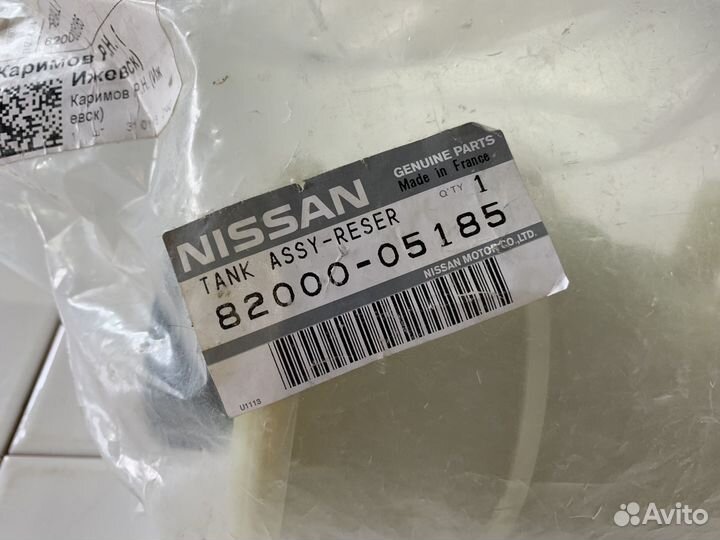 Каримов Р.Н. (
Ижевск)
Каримов Р.Н. (Иж
евск)
NISSAN
GENUINE PARTS
Made in France
TANK ASSY-RESER
Q'TY 1
82000-05185
NISSAN MOTOR CO., LTD.
U1113
Avito